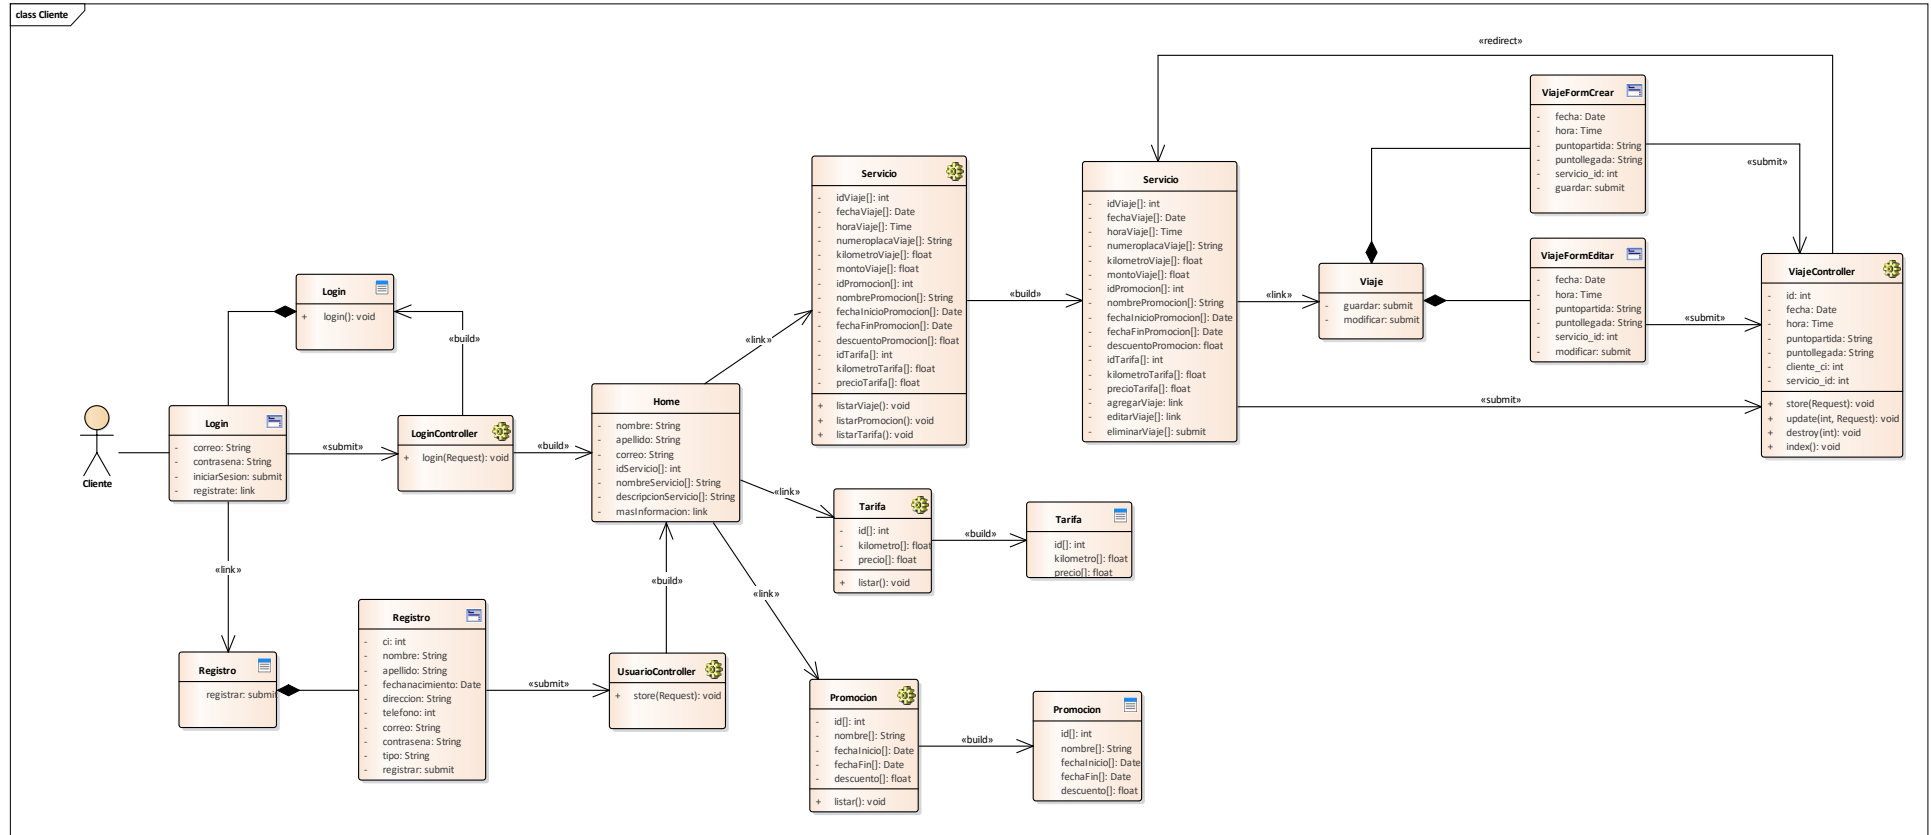 class Cliente
«redirect»
ViajeFormCrear
- fecha: Date
- hora: Time
- puntopartida: String
- puntollegada: String
- servicio_id: int
- guardar: submit
«submit»
Servicio
- idViaje[]: int
- fechaViaje[]: Date
- horaViaje[]: Time
- numeroplacaViaje[]: String
- kilometroViaje[]: float
- montoViaje[]: float
- idPromocion[]: int
- nombrePromocion[]: String
- fechaInicioPromocion[]: Date
- fechaFinPromocion[]: Date
- descuentoPromocion[]: float
- idTarifa[]: int
- kilometroTarifa[]: float
- precioTarifa[]: float
+ listarViaje(): void
+ listarPromocion(): void
+ listarTarifa(): void
«build»
Servicio
- idViaje[]: int
- fechaViaje[]: Date
- horaViaje[]: Time
- numeroplacaViaje[]: String
- kilometroViaje[]: float
- montoViaje[]: float
- idPromocion[]: int
- nombrePromocion[]: String
- fechaInicioPromocion[]: Date
- fechaFinPromocion[]: Date
- descuentoPromocion: float
- idTarifa[]: int
- kilometroTarifa[]: float
- precioTarifa[]: float
- agregarViaje: link
- editarViaje[]: link
- eliminarViaje[]: submit
«link»
Viaje
- guardar: submit
- modificar: submit
ViajeFormEditar
- fecha: Date
- hora: Time
- puntopartida: String
- puntollegada: String
- servicio_id: int
- modificar: submit
«submit»
«submit»
ViajeController
- id: int
- fecha: Date
- hora: Time
- puntopartida: String
- puntollegada: String
- cliente_ci: int
- servicio_id: int
+ store(Request): void
+ update(int, Request): void
+ destroy(int): void
+ index(): void
Login
+ login(): void
«build»
«link»
Cliente
Login
- correo: String
- contrasena: String
- iniciarSesion: submit
- registrate: link
«submit»
LoginController
+ login(Request): void
«build»
Home
- nombre: String
- apellido: String
- correo: String
- idServicio[]: int
- nombreServicio[]: String
- descripcionServicio[]: String
- masInformacion: link
«link»
Tarifa
- id[]: int
- kilometro[]: float
- precio[]: float
+ listar(): void
«build»
Tarifa
id[]: int
kilometro[]: float
precio[]: float
«link»
«build»
«link»
Registro
registrar: submit
Registro
- ci: int
- nombre: String
- apellido: String
- fechanacimiento: Date
- direccion: String
- telefono: int
- correo: String
- contrasena: String
- tipo: String
- registrar: submit
«submit»
UsuarioController
+ store(Request): void
Promocion
- id[]: int
- nombre[]: String
- fechaInicio[]: Date
- fechaFin[]: Date
- descuento[]: float
+ listar(): void
«build»
Promocion
id[]: int
nombre[]: String
fechaInicio[]: Date
fechaFin[]: Date
descuento[]: float